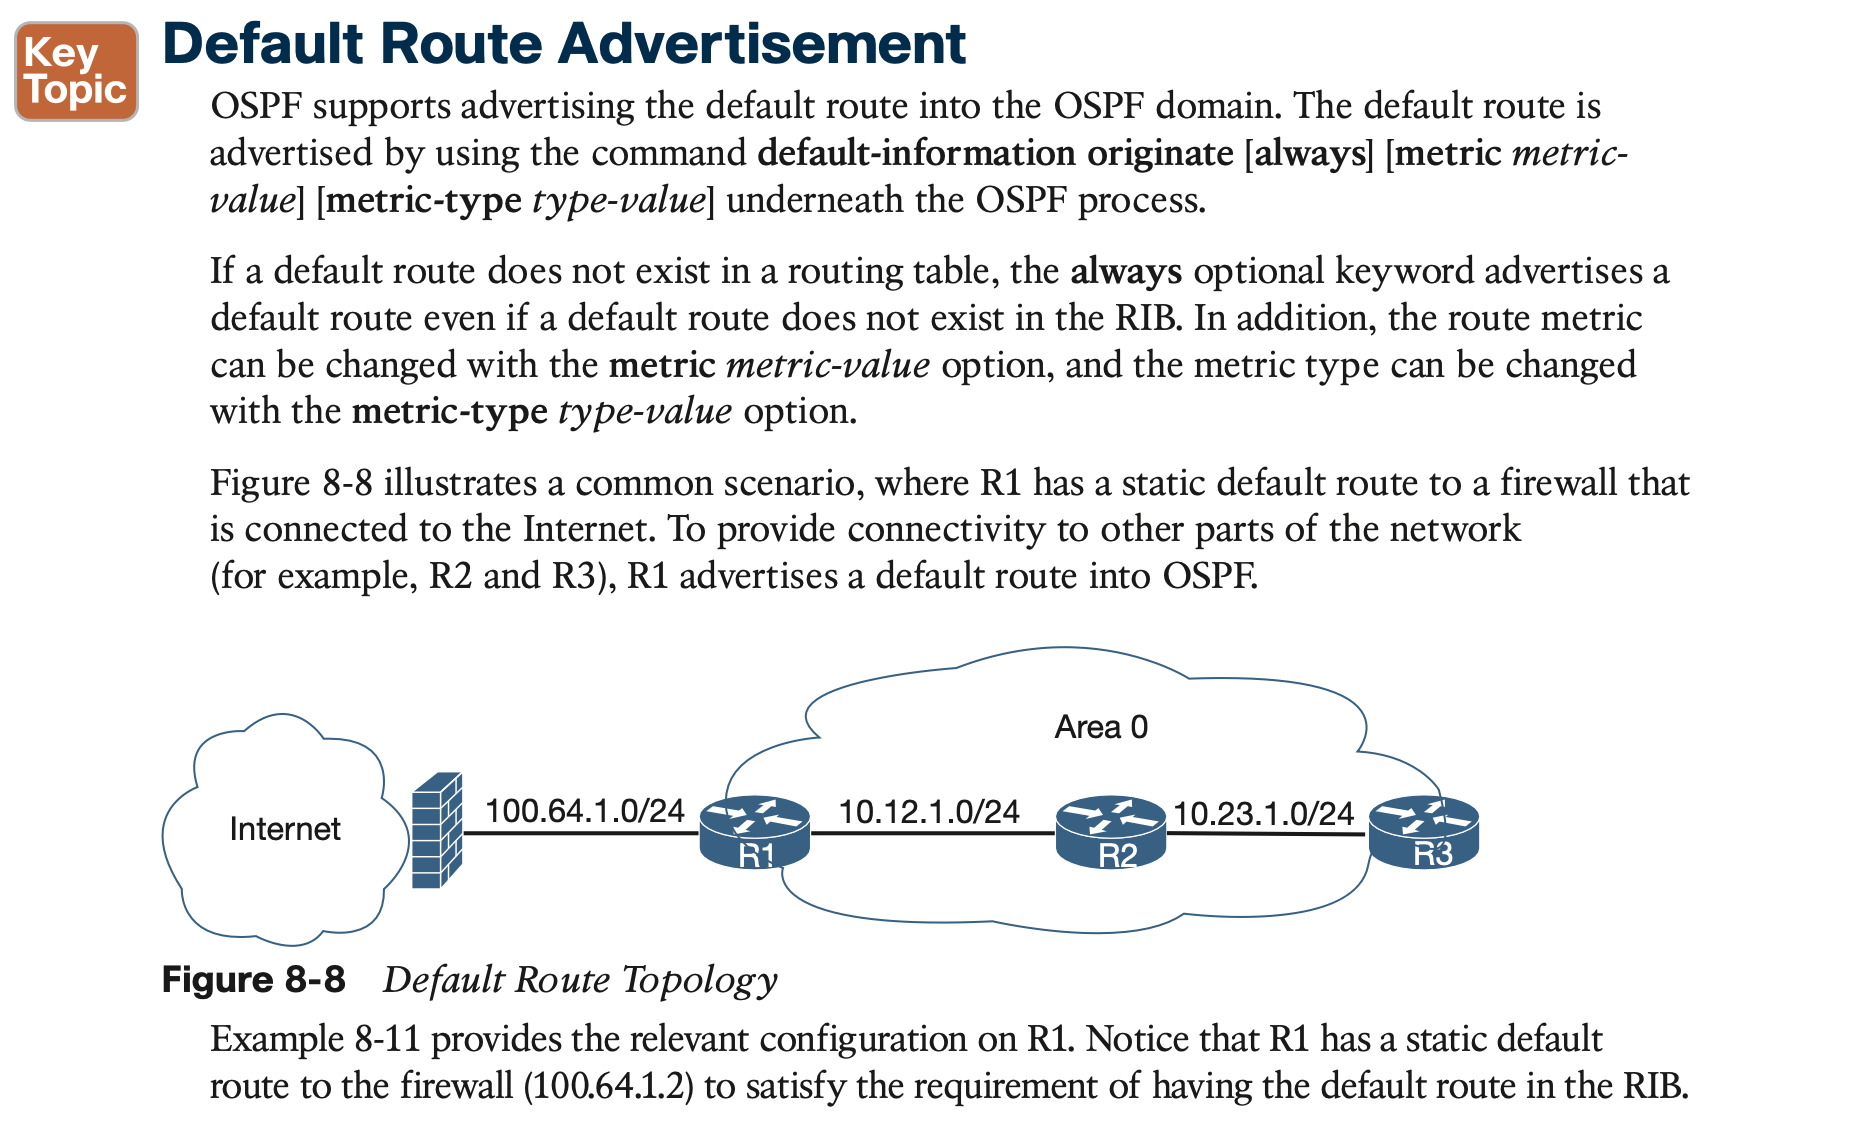 Key
Topic
Default Route Advertisement
OSPF supports advertising the default route into the OSPF domain. The default route is
advertised by using the command default-information originate [always] [metric metric-
value] [metric-type type-value] underneath the OSPF process.
If a default route does not exist in a routing table, the always optional keyword advertises a
default route even if a default route does not exist in the RIB. In addition, the route metric
can be changed with the metric metric-value option, and the metric type can be changed
with the metric-type type-value option.
Figure 8-8 illustrates a common scenario, where R1 has a static default route to a firewall that
is connected to the Internet. To provide connectivity to other parts of the network
(for example, R2 and R3), R1 advertises a default route into OSPF.
Area 0
Internet
100.64.1.0/24
R1
10.12.1.0/24
R2
10.23.1.0/24
R3
Figure 8-8 Default Route Topology
Example 8-11 provides the relevant configuration on R1. Notice that R1 has a static default
route to the firewall (100.64.1.2) to satisfy the requirement of having the default route in the RIB.